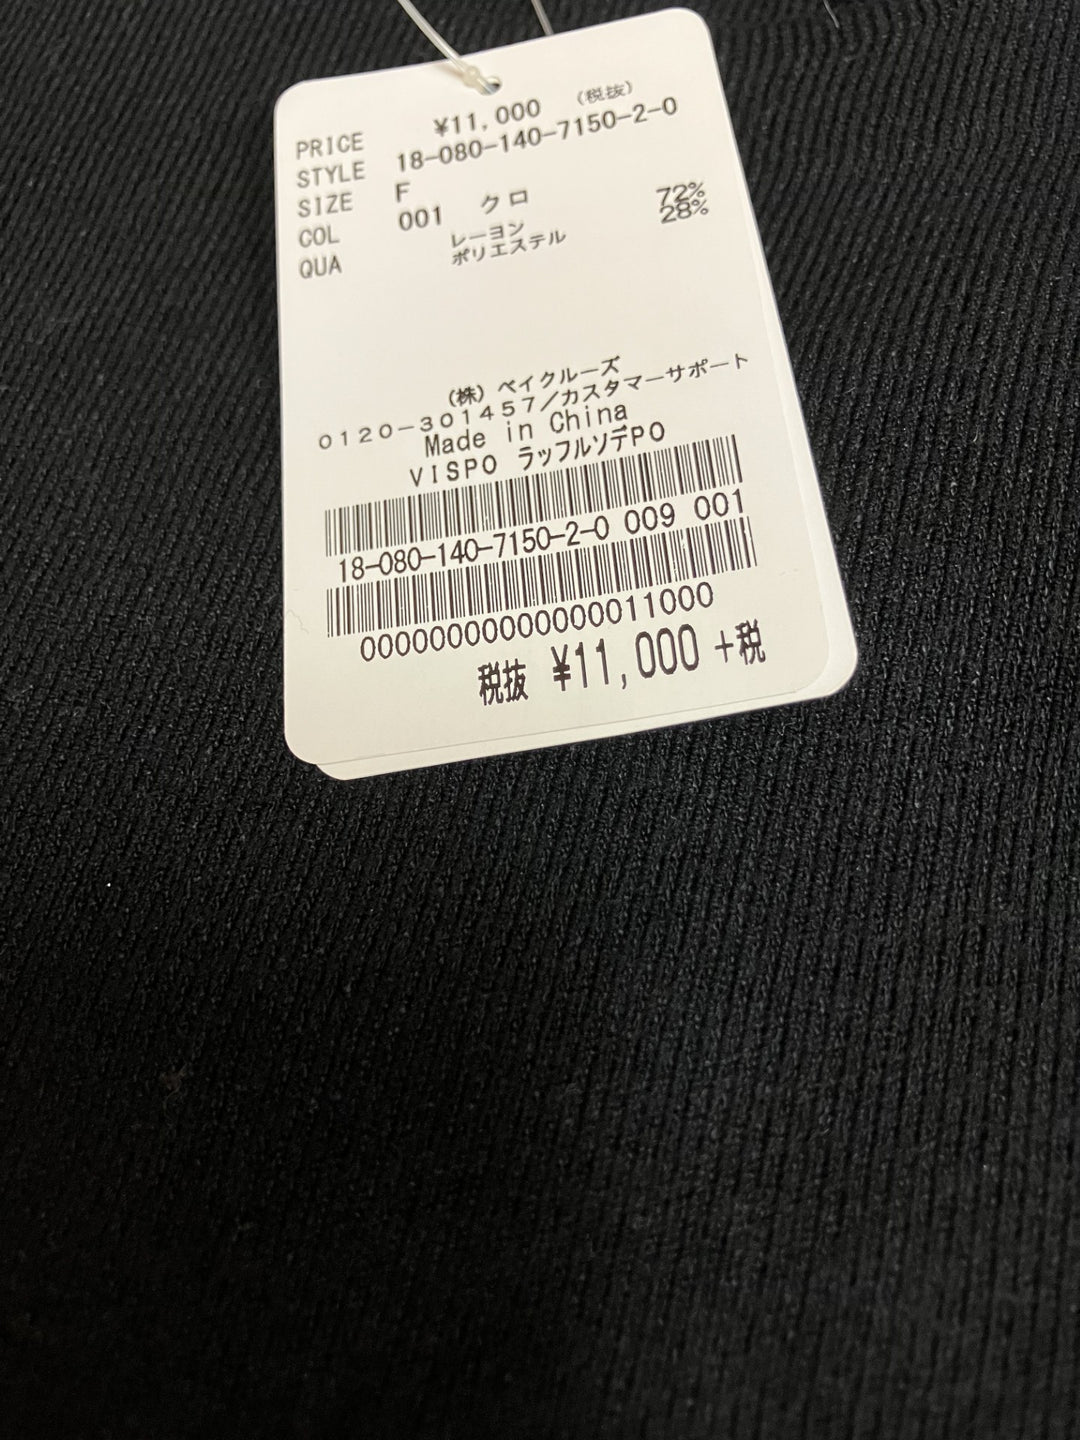 PRICE ¥11,000 (税抜)
STYLE 18-080-140-7150-2-0
SIZE F
COL 001 クロ
QUA レーヨン 72%
ポリエステル 28%
(株) ベイクルーズ
0120-301457/カスタマーサポート
Made in China
VISPO ラッフルソデPO
18-080-140-7150-2-0 009 001
0000000000000011000
税抜 ¥11,000 +税